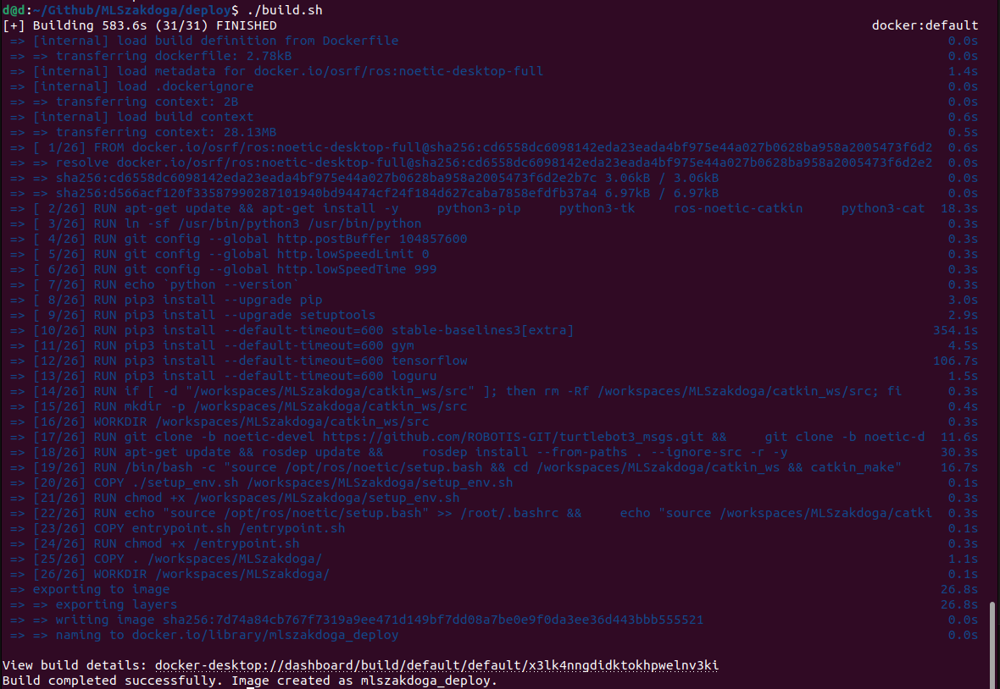 d@d:~/Github/MLSzakdoga/deploy$ ./build.sh
[+] Building 583.6s (31/31) FINISHED docker:default
=> [internal] load build definition from Dockerfile 0.0s
=> => transferring dockerfile: 2.78kB 0.0s
=> [internal] load metadata for docker.io/osrf/ros:noetic-desktop-full 1.4s
=> [internal] load .dockerignore 0.0s
=> => transferring context: 2B 0.0s
=> [internal] load build context 0.6s
=> => transferring context: 28.13MB 0.5s
=> [ 1/26] FROM docker.io/osrf/ros:noetic-desktop-full@sha256:cd6558dc6098142eda23eada4bf975e44a027b0628ba958a2005473f6d2 0.6s
=> => resolve docker.io/osrf/ros:noetic-desktop-full@sha256:cd6558dc6098142eda23eada4bf975e44a027b0628ba958a2005473f6d2e2 0.0s
=> => sha256:cd6558dc6098142eda23eada4bf975e44a027b0628ba958a2005473f6d2e2b7c 3.06kB / 3.06kB 0.0s
=> => sha256:d566acf120f33587990287101940bd94474cf24f184d627caba7858efdfb37a4 6.97kB / 6.97kB 0.0s
=> [ 2/26] RUN apt-get update && apt-get install -y     python3-pip     python3-tk     ros-noetic-catkin     python3-cat 18.3s
=> [ 3/26] RUN ln -sf /usr/bin/python3 /usr/bin/python 0.3s
=> [ 4/26] RUN git config --global http.postBuffer 104857600 0.3s
=> [ 5/26] RUN git config --global http.lowSpeedLimit 0 0.3s
=> [ 6/26] RUN git config --global http.lowSpeedTime 999 0.3s
=> [ 7/26] RUN echo `python --version` 0.3s
=> [ 8/26] RUN pip3 install --upgrade pip 3.0s
=> [ 9/26] RUN pip3 install --upgrade setuptools 2.9s
=> [10/26] RUN pip3 install --default-timeout=600 stable-baselines3[extra] 354.1s
=> [11/26] RUN pip3 install --default-timeout=600 gym 4.5s
=> [12/26] RUN pip3 install --default-timeout=600 tensorflow 106.7s
=> [13/26] RUN pip3 install --default-timeout=600 loguru 1.5s
=> [14/26] RUN if [ -d "/workspaces/MLSzakdoga/catkin_ws/src" ]; then rm -Rf /workspaces/MLSzakdoga/catkin_ws/src; fi 0.3s
=> [15/26] RUN mkdir -p /workspaces/MLSzakdoga/catkin_ws/src 0.4s
=> [16/26] WORKDIR /workspaces/MLSzakdoga/catkin_ws/src 0.3s
=> [17/26] RUN git clone -b noetic-devel https://github.com/ROBOTIS-GIT/turtlebot3_msgs.git &&     git clone -b noetic-d 11.6s
=> [18/26] RUN apt-get update && rosdep update &&     rosdep install --from-paths . --ignore-src -r -y 30.3s
=> [19/26] RUN /bin/bash -c "source /opt/ros/noetic/setup.bash && cd /workspaces/MLSzakdoga/catkin_ws && catkin_make" 16.7s
=> [20/26] COPY ./setup_env.sh /workspaces/MLSzakdoga/setup_env.sh 0.1s
=> [21/26] RUN chmod +x /workspaces/MLSzakdoga/setup_env.sh 0.3s
=> [22/26] RUN echo "source /opt/ros/noetic/setup.bash" >> /root/.bashrc &&     echo "source /workspaces/MLSzakdoga/catki 0.3s
=> [23/26] COPY entrypoint.sh /entrypoint.sh 0.1s
=> [24/26] RUN chmod +x /entrypoint.sh 0.3s
=> [25/26] COPY . /workspaces/MLSzakdoga/ 1.1s
=> [26/26] WORKDIR /workspaces/MLSzakdoga/ 0.1s
=> exporting to image 26.8s
=> => exporting layers 26.8s
=> => writing image sha256:7d74a84cb767f7319a9ee471d149bf7dd08a7be0e9f0da3ee36d443bbb555521 0.0s
=> => naming to docker.io/library/mlszakdoga_deploy 0.0s
View build details: docker-desktop://dashboard/build/default/default/x3lk4nngdidktokhpwelnv3ki
Build completed successfully. Image created as mlszakdoga_deploy.